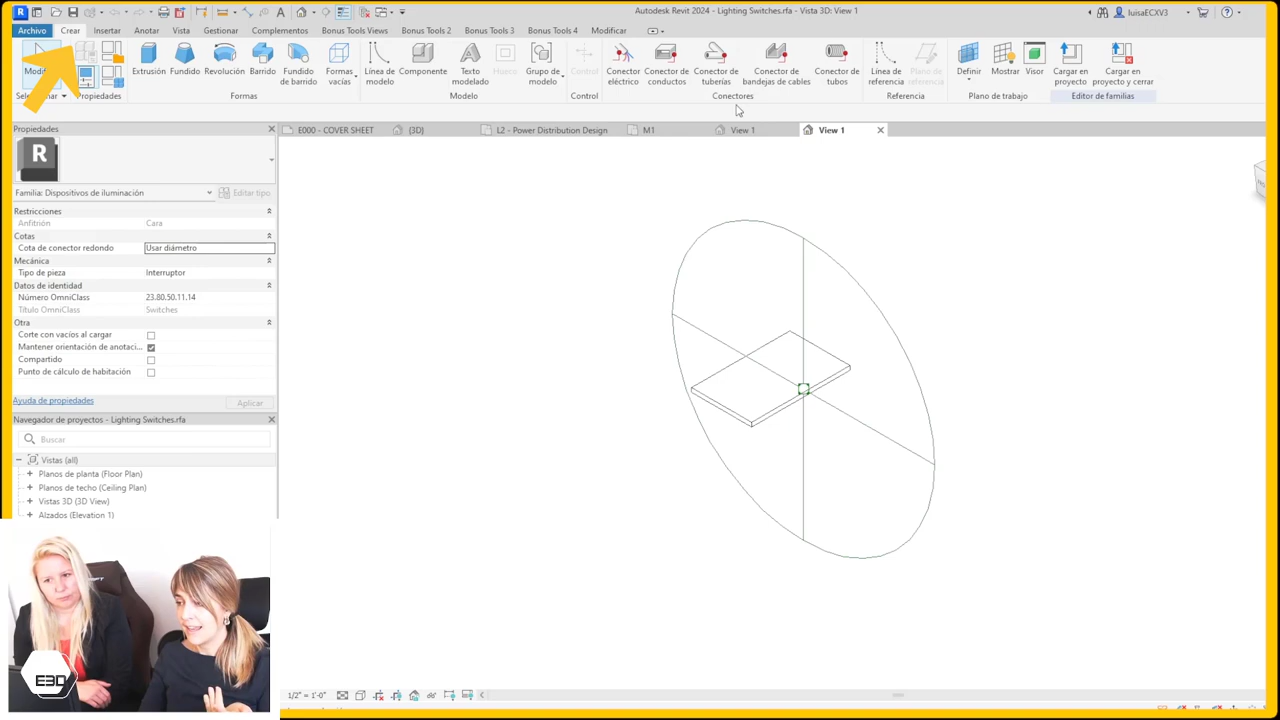 Autodesk Revit 2024 - Lighting Switches.rfa - Vista 3D: View 1
luisaECXV3
Archivo Crear Insertar Anotar Vista Gestionar Complementos Bonus Tools Views Bonus Tools 2 Bonus Tools 3 Bonus Tools 4 Modificar
Extrusión Fundido Revolución Barrido Fundido de barrido Formas vacías
Línea de modelo Componente Texto modelado Hueco Grupo de modelo
Control
Conector eléctrico Conector de conductos Conector de tuberías Conector de bandejas de cables Conector de tubos
Línea de referencia Plano de referencia
Definir Mostrar Visor
Cargar en proyecto Cargar en proyecto y cerrar
Propiedades Formas Modelo Control Conectores Referencia Plano de trabajo Editor de familias
Propiedades
E000 - COVER SHEET {3D} L2 - Power Distribution Design M1 View 1 View 1
R
Familia: Dispositivos de iluminación Editar tipo
Restricciones
Anfitrión Cara
Cotas
Cota de conector redondo Usar diámetro
Mecánica
Tipo de pieza Interruptor
Datos de identidad
Número OmniClass 23.80.50.11.14
Título OmniClass Switches
Otra
Corte con vacíos al cargar
Mantener orientación de anotaci...
Compartido
Punto de cálculo de habitación
Ayuda de propiedades Aplicar
Navegador de proyectos - Lighting Switches.rfa
Buscar
Vistas (all)
Planos de planta (Floor Plan)
Planos de techo (Ceiling Plan)
Vistas 3D (3D View)
Alzados (Elevation 1)
E3D
1/2" = 1'-0"